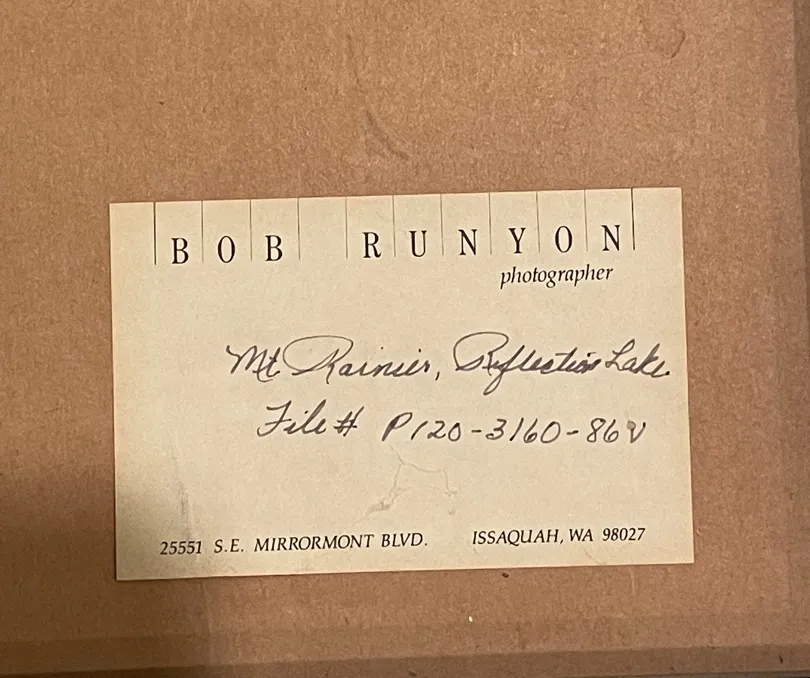 BOB RUNYON
photographer
Mt Rainier, Reflection Lake
File# P120-3160-86V
25551 S.E. MIRRORMONT BLVD. ISSAQUAH, WA 98027